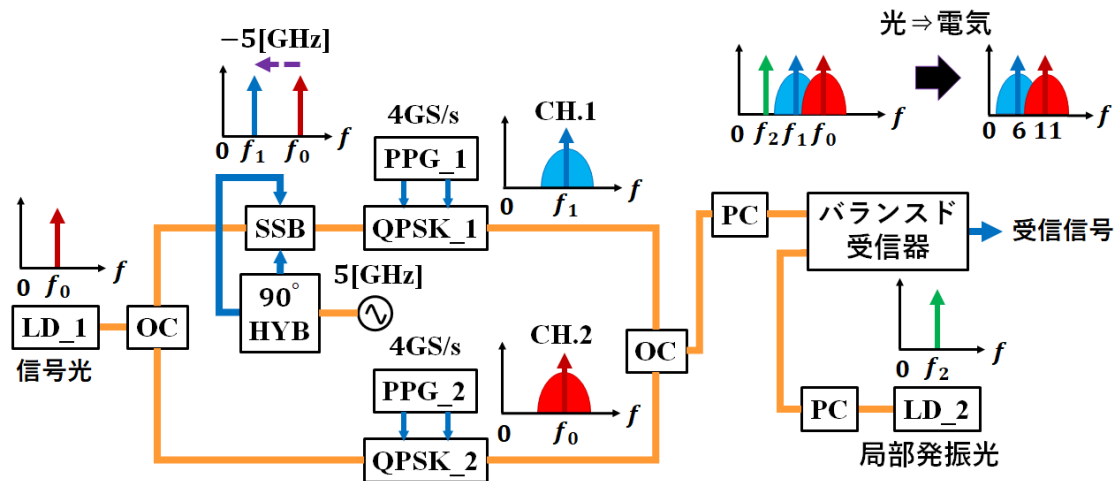 −5[GHz]
0 f₁ f₀ f
4GS/s
PPG_1
CH.1
0 f₁ f
光⇒電気
0 f₂ f₁ f₀ f
0 6 11 f
SSB
QPSK_1
PC
バランスド
受信器
受信信号
0 f₀ f
LD_1
信号光
OC
90°
HYB
5[GHz]
4GS/s
PPG_2
CH.2
0 f₀ f
QPSK_2
OC
0 f₂ f
PC
LD_2
局部発振光